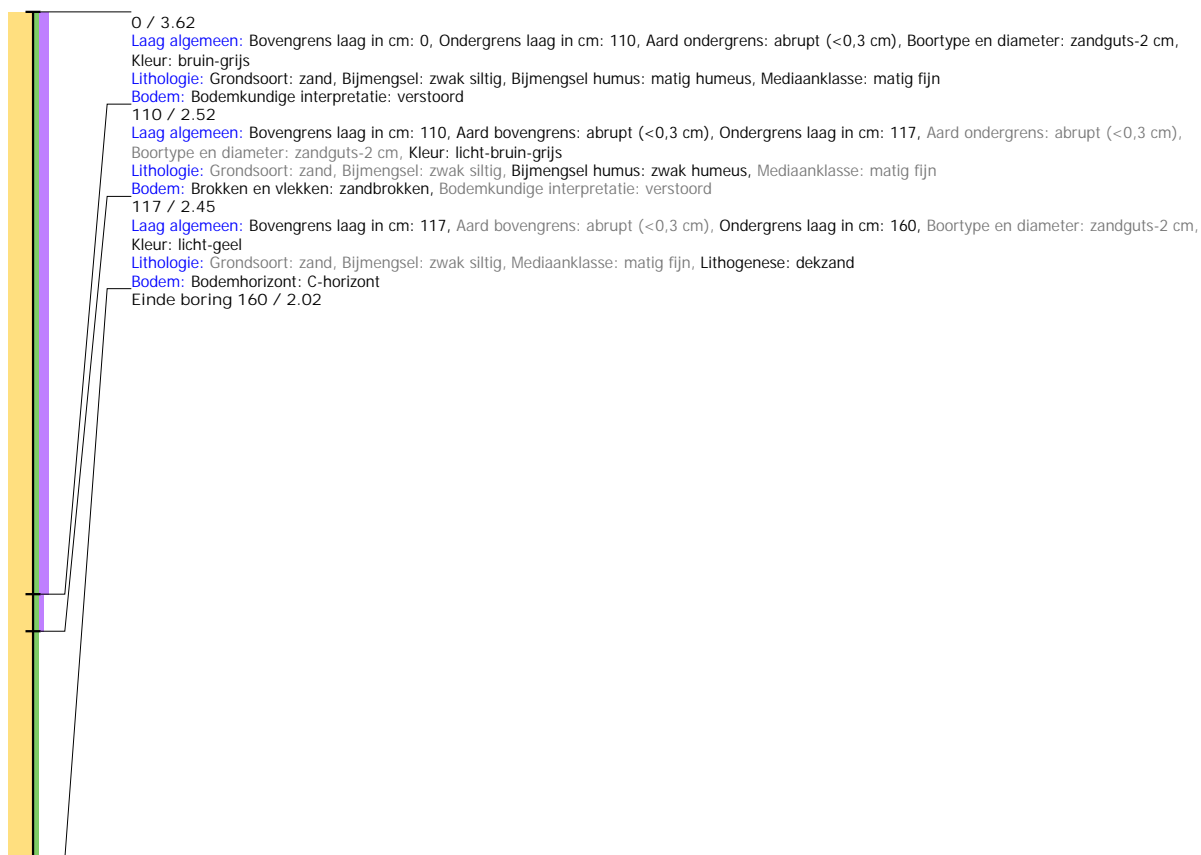 0 / 3.62
Laag algemeen: Bovengrens laag in cm: 0, Ondergrens laag in cm: 110, Aard ondergrens: abrupt (<0,3 cm), Boortype en diameter: zandguts-2 cm,
Kleur: bruin-grijs
Lithologie: Grondsoort: zand, Bijmengsel: zwak siltig, Bijmengsel humus: matig humeus, Mediaanklasse: matig fijn
Bodem: Bodemkundige interpretatie: verstoord
110 / 2.52
Laag algemeen: Bovengrens laag in cm: 110, Aard bovengrens: abrupt (<0,3 cm), Ondergrens laag in cm: 117, Aard ondergrens: abrupt (<0,3 cm),
Boortype en diameter: zandguts-2 cm, Kleur: licht-bruin-grijs
Lithologie: Grondsoort: zand, Bijmengsel: zwak siltig, Bijmengsel humus: zwak humeus, Mediaanklasse: matig fijn
Bodem: Brokken en vlekken: zandbrokken, Bodemkundige interpretatie: verstoord
117 / 2.45
Laag algemeen: Bovengrens laag in cm: 117, Aard bovengrens: abrupt (<0,3 cm), Ondergrens laag in cm: 160, Boortype en diameter: zandguts-2 cm,
Kleur: licht-geel
Lithologie: Grondsoort: zand, Bijmengsel: zwak siltig, Mediaanklasse: matig fijn, Lithogenese: dekzand
Bodem: Bodemhorizont: C-horizont
Einde boring 160 / 2.02